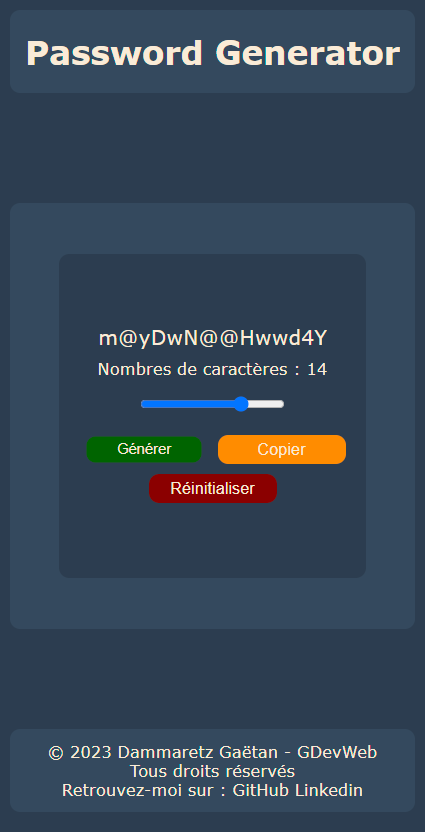 Password Generator
m@yDwN@@Hwwd4Y
Nombres de caractères : 14
Générer Copier
Réinitialiser
© 2023 Dammaretz Gaëtan - GDevWeb
Tous droits réservés
Retrouvez-moi sur : GitHub Linkedin